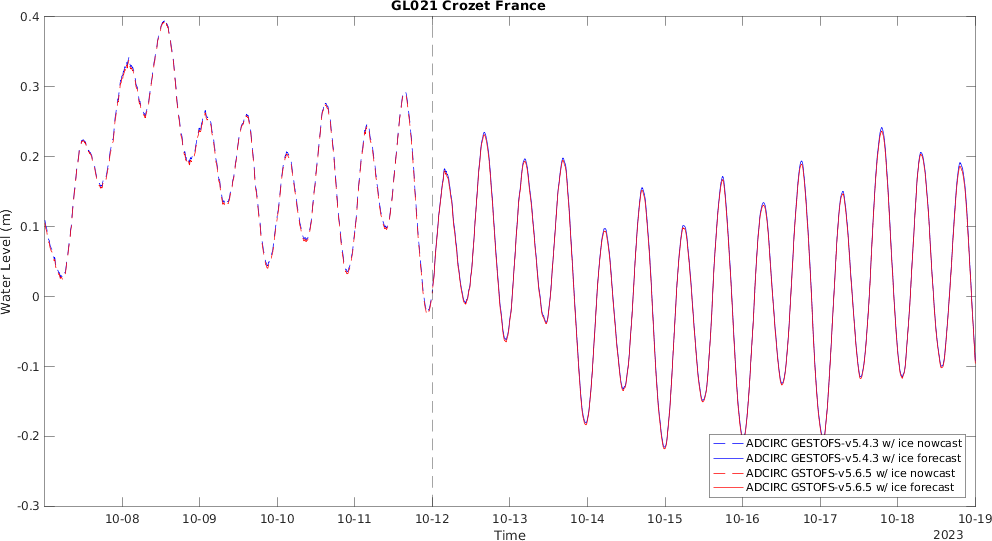 GL021 Crozet France
0.4
0.3
0.2
0.1
0
-0.1
-0.2
-0.3
Water Level (m)
ADCIRC GESTOFS-v5.4.3 w/ ice nowcast
ADCIRC GESTOFS-v5.4.3 w/ ice forecast
ADCIRC GSTOFS-v5.6.5 w/ ice nowcast
ADCIRC GSTOFS-v5.6.5 w/ ice forecast
10-08 10-09 10-10 10-11 10-12 10-13 10-14 10-15 10-16 10-17 10-18 10-19
Time
2023